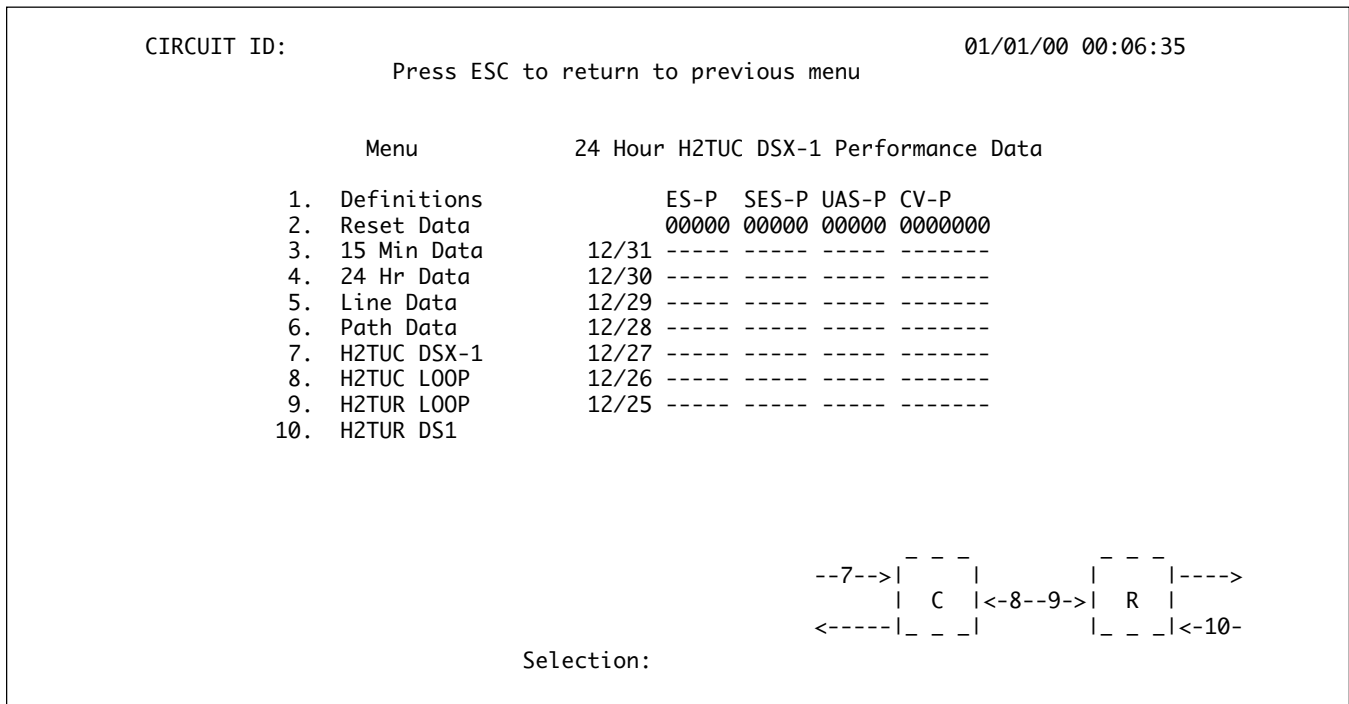 CIRCUIT ID: 01/01/00 00:06:35
Press ESC to return to previous menu
Menu 24 Hour H2TUC DSX-1 Performance Data
1. Definitions ES-P SES-P UAS-P CV-P
2. Reset Data 00000 00000 00000 0000000
3. 15 Min Data 12/31 ----- ----- ----- -------
4. 24 Hr Data 12/30 ----- ----- ----- -------
5. Line Data 12/29 ----- ----- ----- -------
6. Path Data 12/28 ----- ----- ----- -------
7. H2TUC DSX-1 12/27 ----- ----- ----- -------
8. H2TUC LOOP 12/26 ----- ----- ----- -------
9. H2TUR LOOP 12/25 ----- ----- ----- -------
10. H2TUR DS1
_ _ _ _ _ _
--7-->| | | |---->
| C |<-8--9->| R |
<-----|_ _ _| |_ _ _|<-10-
Selection: